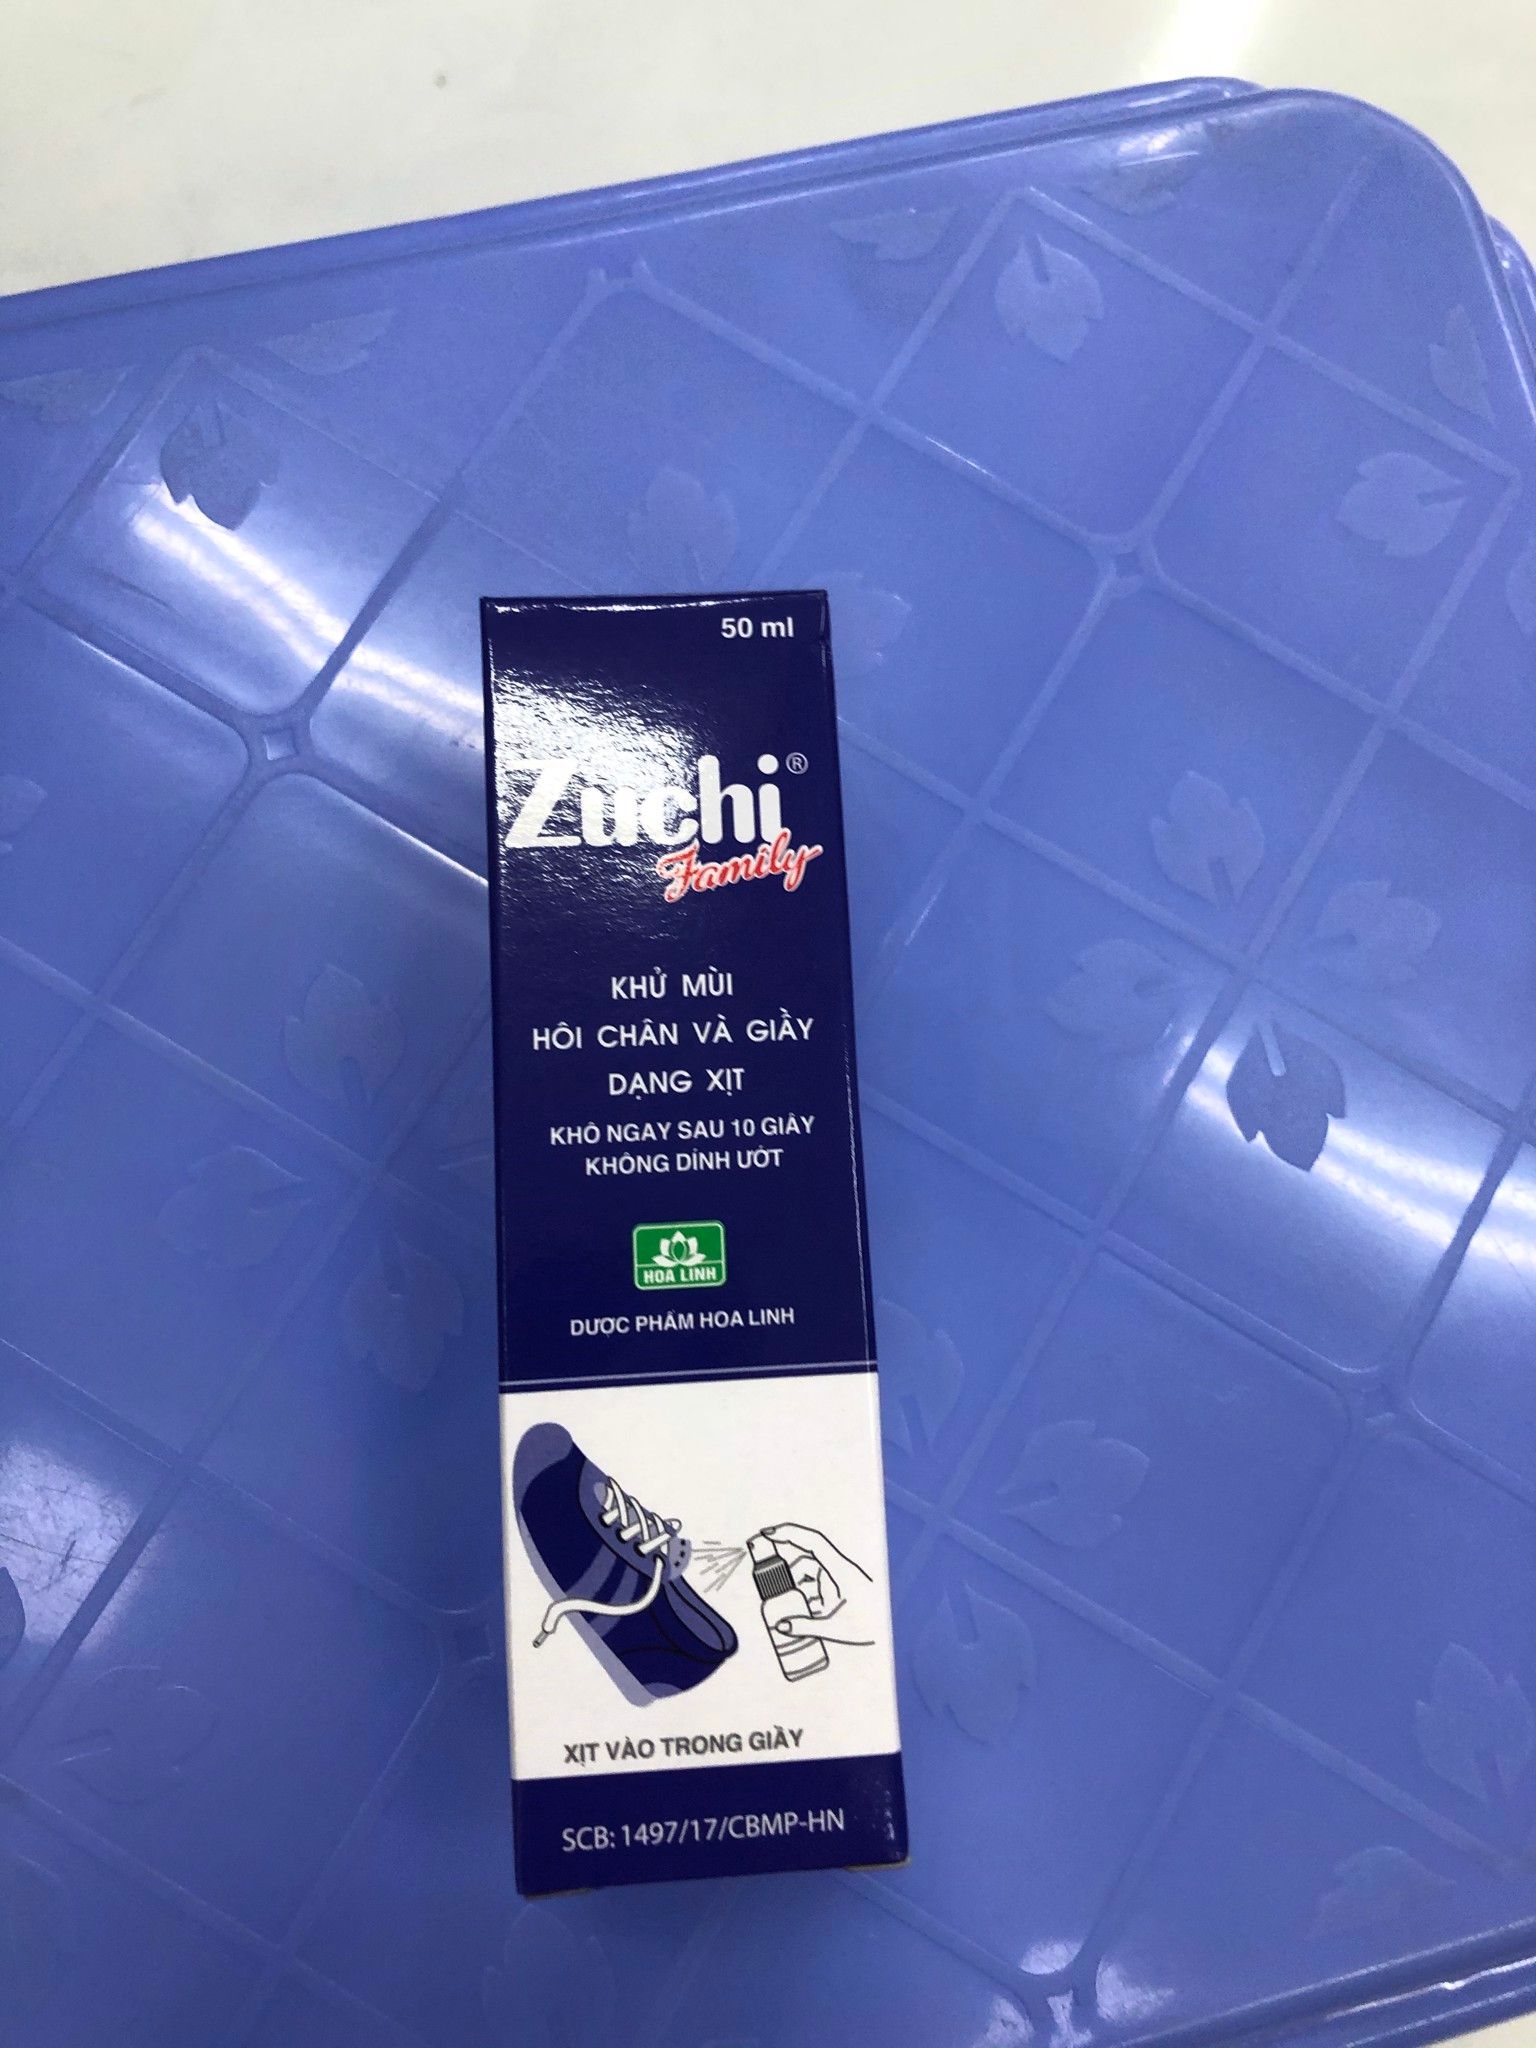 50 ml
Zuchi®
Family
KHỬ MÙI
HÔI CHÂN VÀ GIẦY
DẠNG XỊT
KHÔ NGAY SAU 10 GIÂY
KHÔNG DÍNH ƯỚT
HOA LINH
DƯỢC PHẨM HOA LINH
XỊT VÀO TRONG GIẦY
SCB: 1497/17/CBMP-HN